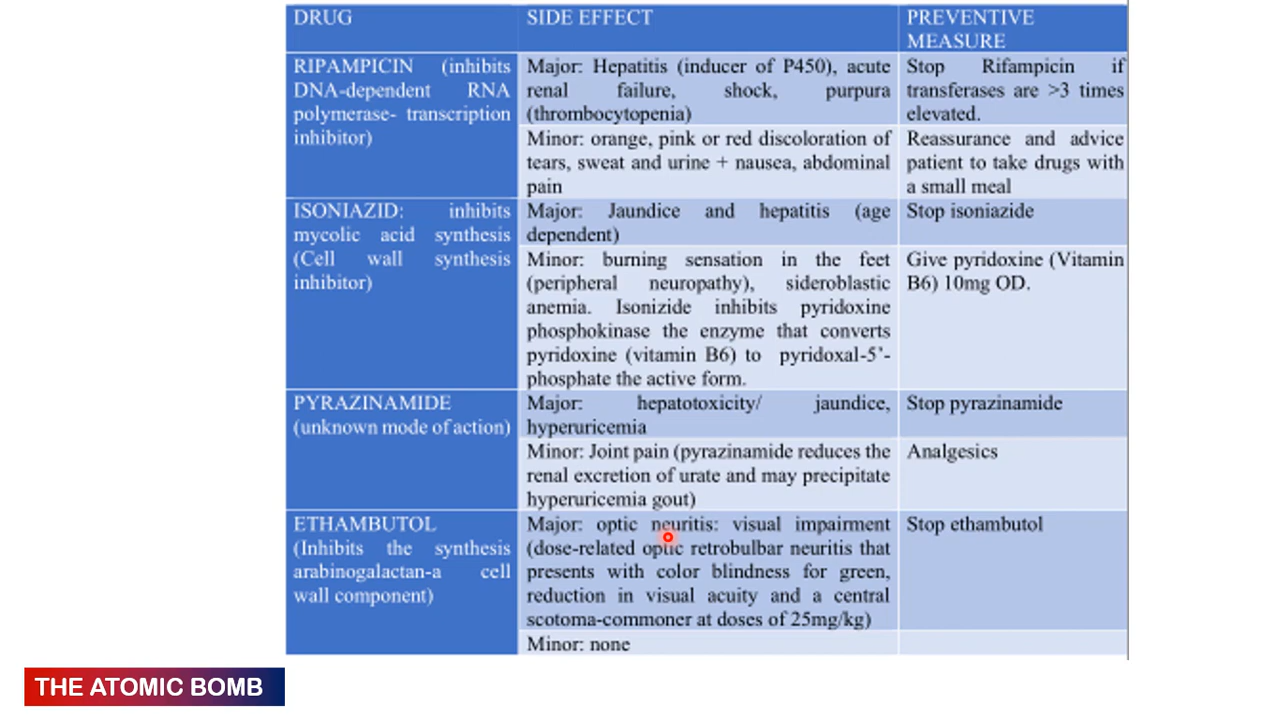 DRUG
SIDE EFFECT
PREVENTIVE
MEASURE
RIPAMPICIN (inhibits
DNA-dependent RNA
polymerase- transcription
inhibitor)
Major: Hepatitis (inducer of P450), acute
renal failure, shock, purpura
(thrombocytopenia)
Stop Rifampicin if
transferases are >3 times
elevated.
Minor: orange, pink or red discoloration of
tears, sweat and urine + nausea, abdominal
pain
Reassurance and advice
patient to take drugs with
a small meal
ISONIAZID: inhibits
mycolic acid synthesis
(Cell wall synthesis
inhibitor)
Major: Jaundice and hepatitis (age
dependent)
Stop isoniazide
Minor: burning sensation in the feet
(peripheral neuropathy), sideroblastic
anemia. Isonizide inhibits pyridoxine
phosphokinase the enzyme that converts
pyridoxine (vitamin B6) to pyridoxal-5’-
phosphate the active form.
Give pyridoxine (Vitamin
B6) 10mg OD.
PYRAZINAMIDE
(unknown mode of action)
Major: hepatotoxicity/ jaundice,
hyperuricemia
Stop pyrazinamide
Minor: Joint pain (pyrazinamide reduces the
renal excretion of urate and may precipitate
hyperuricemia gout)
Analgesics
ETHAMBUTOL
(Inhibits the synthesis
arabinogalactan-a cell
wall component)
Major: optic neuritis: visual impairment
(dose-related optic retrobulbar neuritis that
presents with color blindness for green,
reduction in visual acuity and a central
scotoma-commoner at doses of 25mg/kg)
Stop ethambutol
Minor: none
THE ATOMIC BOMB